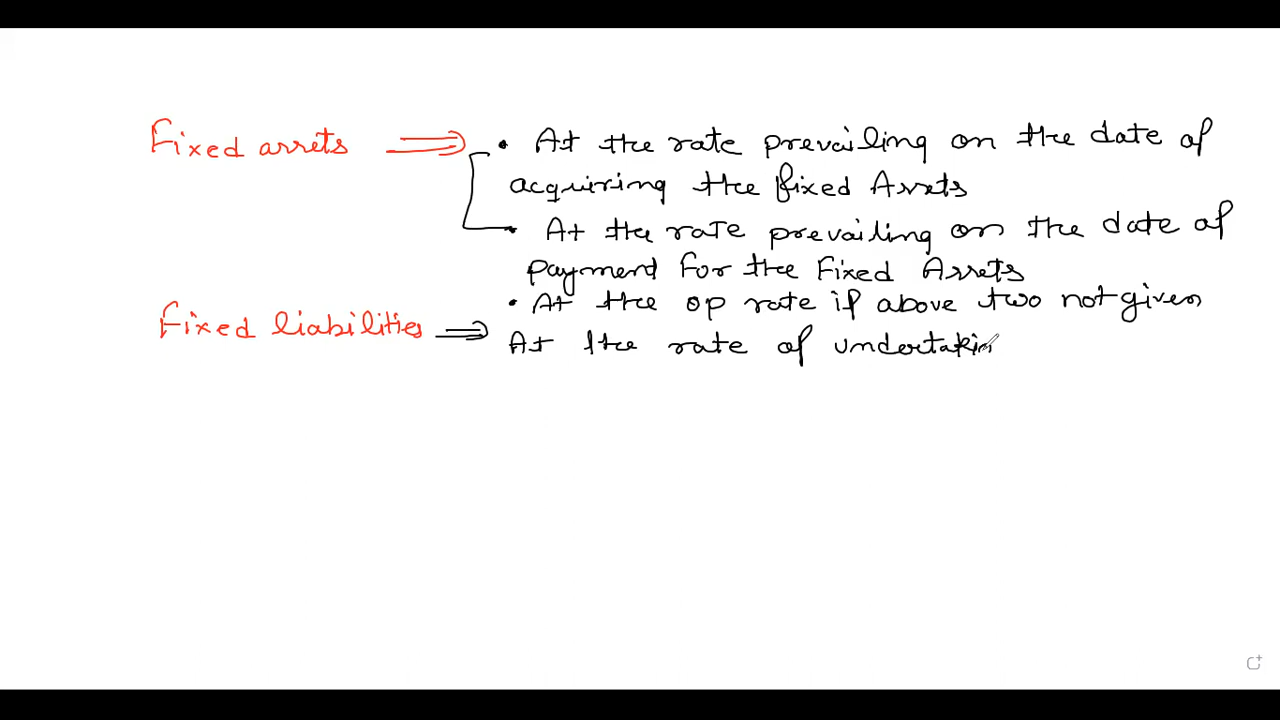 Fixed assets ⇒ • At the rate prevailing on the date of
acquiring the fixed Assets
• At the rate prevailing on the date of
payment for the Fixed Assets
• At the op rate if above two not given
Fixed liabilities ⇒ At the rate of undertakin